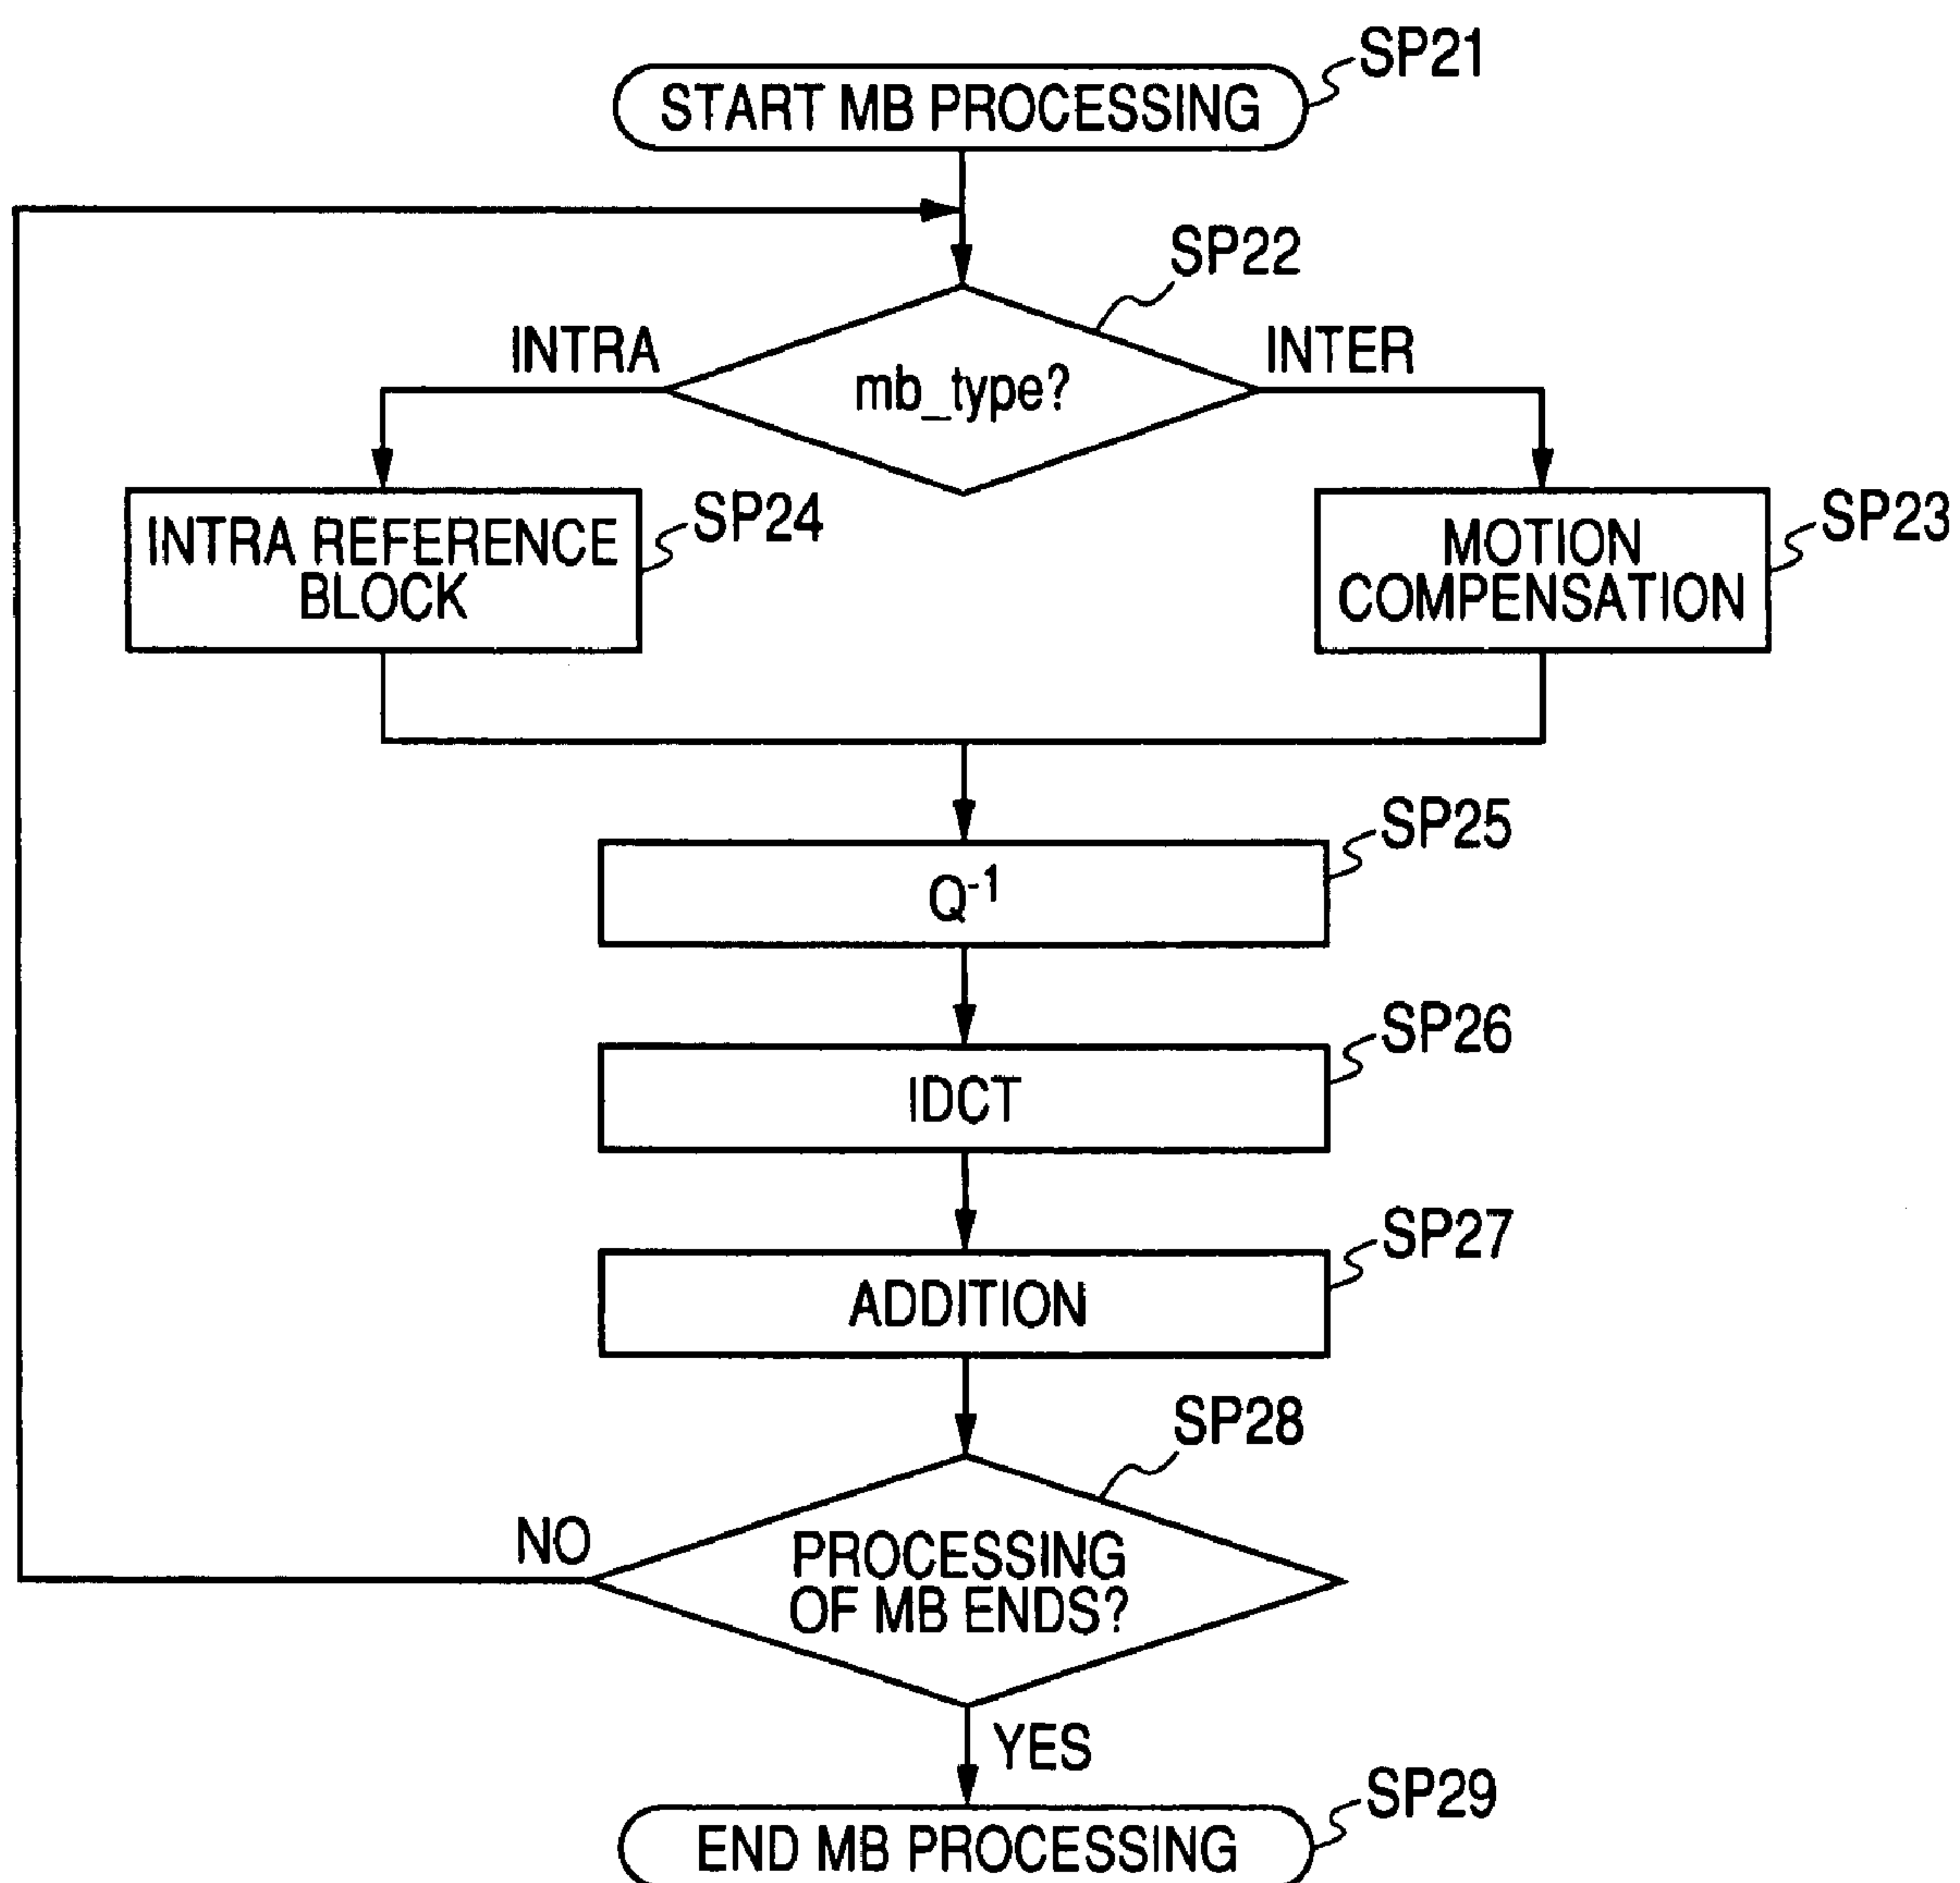 SP21
START MB PROCESSING
SP22
INTRA
INTER
mb_type?
SP24
SP23
INTRA REFERENCE
BLOCK
MOTION
COMPENSATION
SP25
Q-1
SP26
IDCT
SP27
ADDITION
SP28
NO
PROCESSING
OF MB ENDS?
YES
SP29
END MB PROCESSING